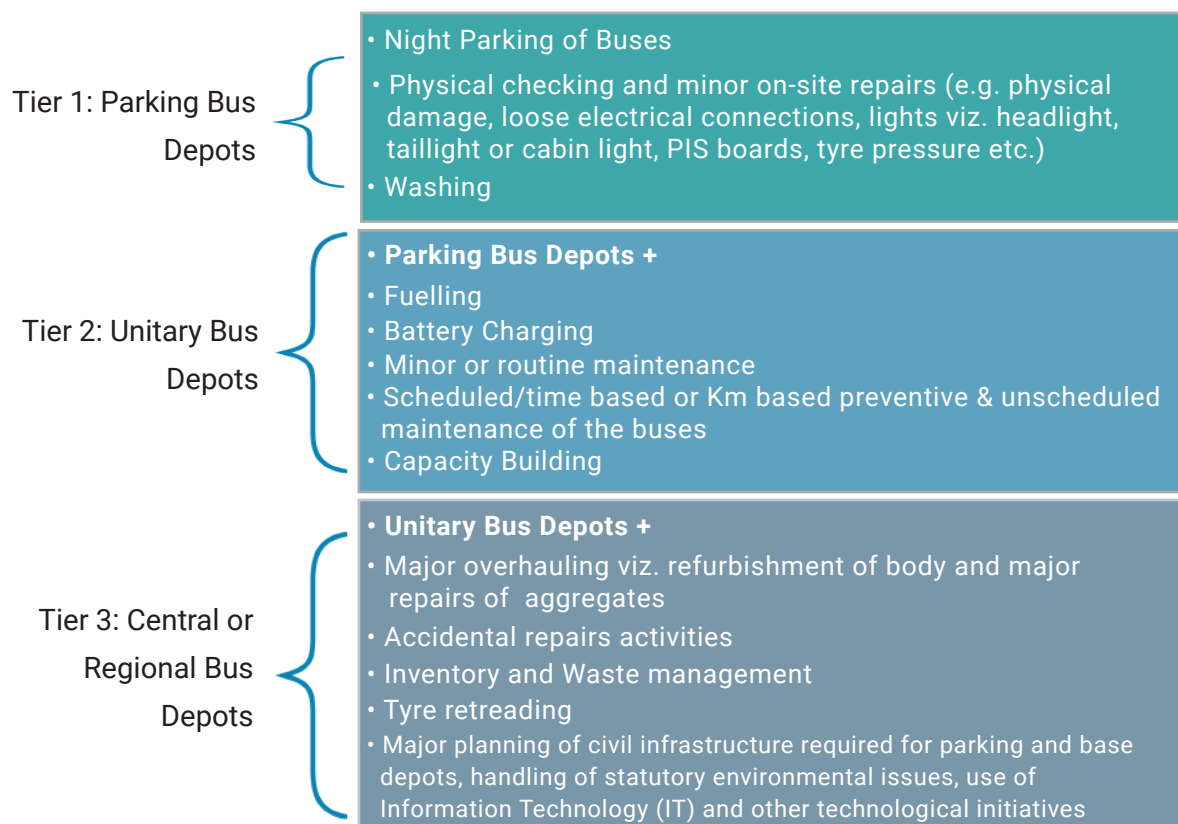 Tier 1: Parking Bus
Depots
• Night Parking of Buses
• Physical checking and minor on-site repairs (e.g. physical
damage, loose electrical connections, lights viz. headlight,
taillight or cabin light, PIS boards, tyre pressure etc.)
• Washing
Tier 2: Unitary Bus
Depots
• Parking Bus Depots +
• Fuelling
• Battery Charging
• Minor or routine maintenance
• Scheduled/time based or Km based preventive & unscheduled
maintenance of the buses
• Capacity Building
Tier 3: Central or
Regional Bus
Depots
• Unitary Bus Depots +
• Major overhauling viz. refurbishment of body and major
repairs of aggregates
• Accidental repairs activities
• Inventory and Waste management
• Tyre retreading
• Major planning of civil infrastructure required for parking and base
depots, handling of statutory environmental issues, use of
Information Technology (IT) and other technological initiatives